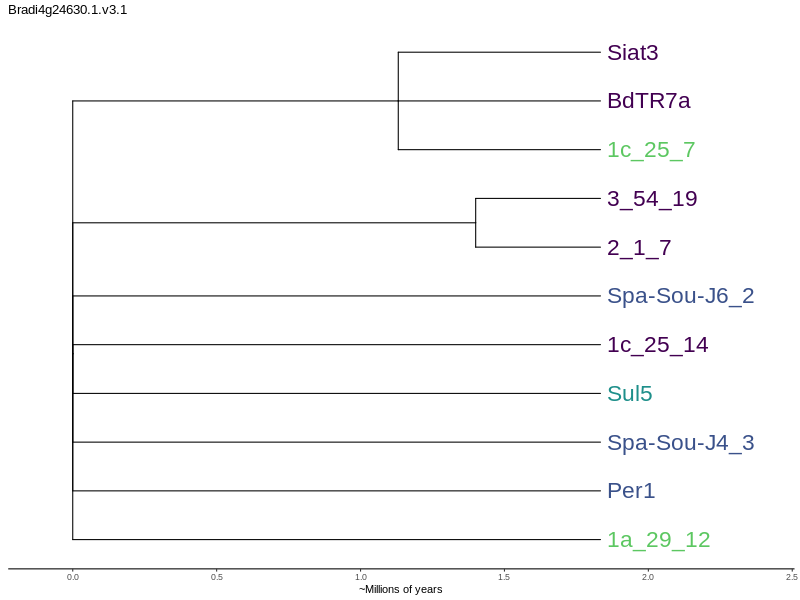 Bradi4g24630.1.v3.1
Siat3
BdTR7a
1c_25_7
3_54_19
2_1_7
Spa-Sou-J6_2
1c_25_14
Sul5
Spa-Sou-J4_3
Per1
1a_29_12
0.0 0.5 1.0 1.5 2.0 2.5
~Millions of years